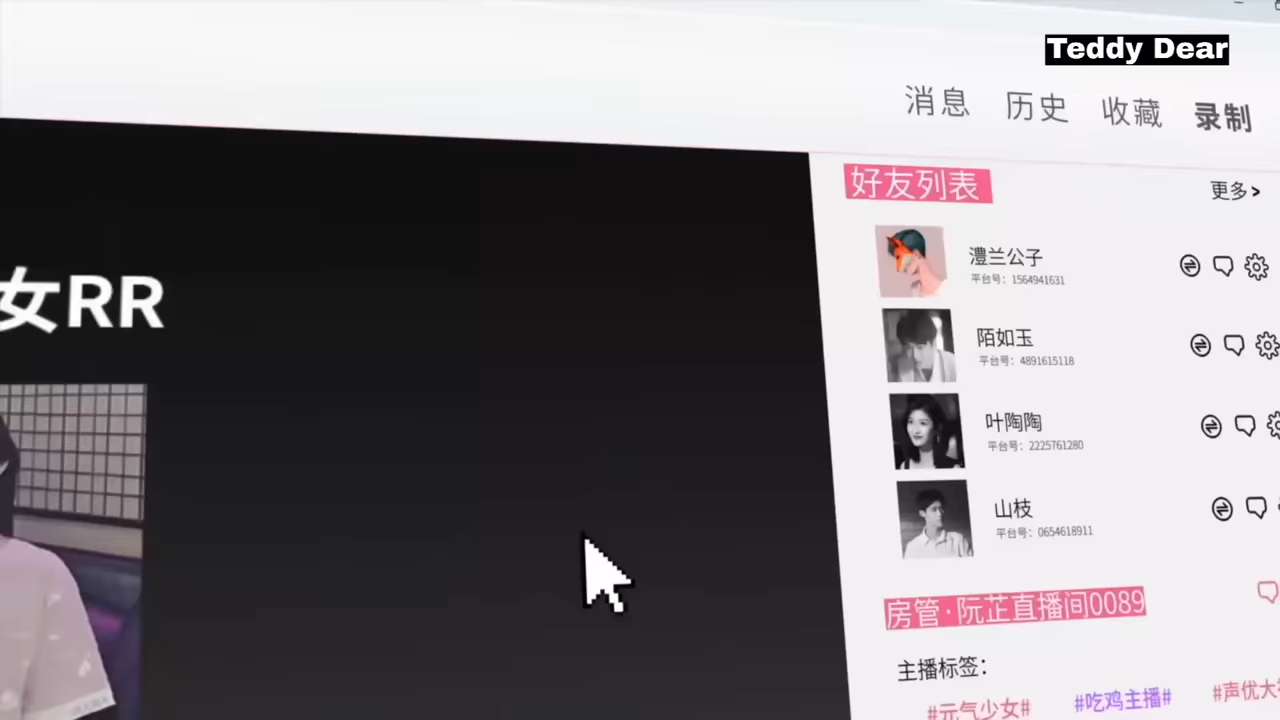 Teddy Dear
消息 历史 收藏 录制
好友列表 更多>
澧兰公子
平台号：1564941631
陌如玉
平台号：4891615118
叶陶陶
平台号：2225761280
山枝
平台号：0654618911
女RR
房管·阮芷直播间0089
主播标签：
#元气少女# #吃鸡主播# #声优大